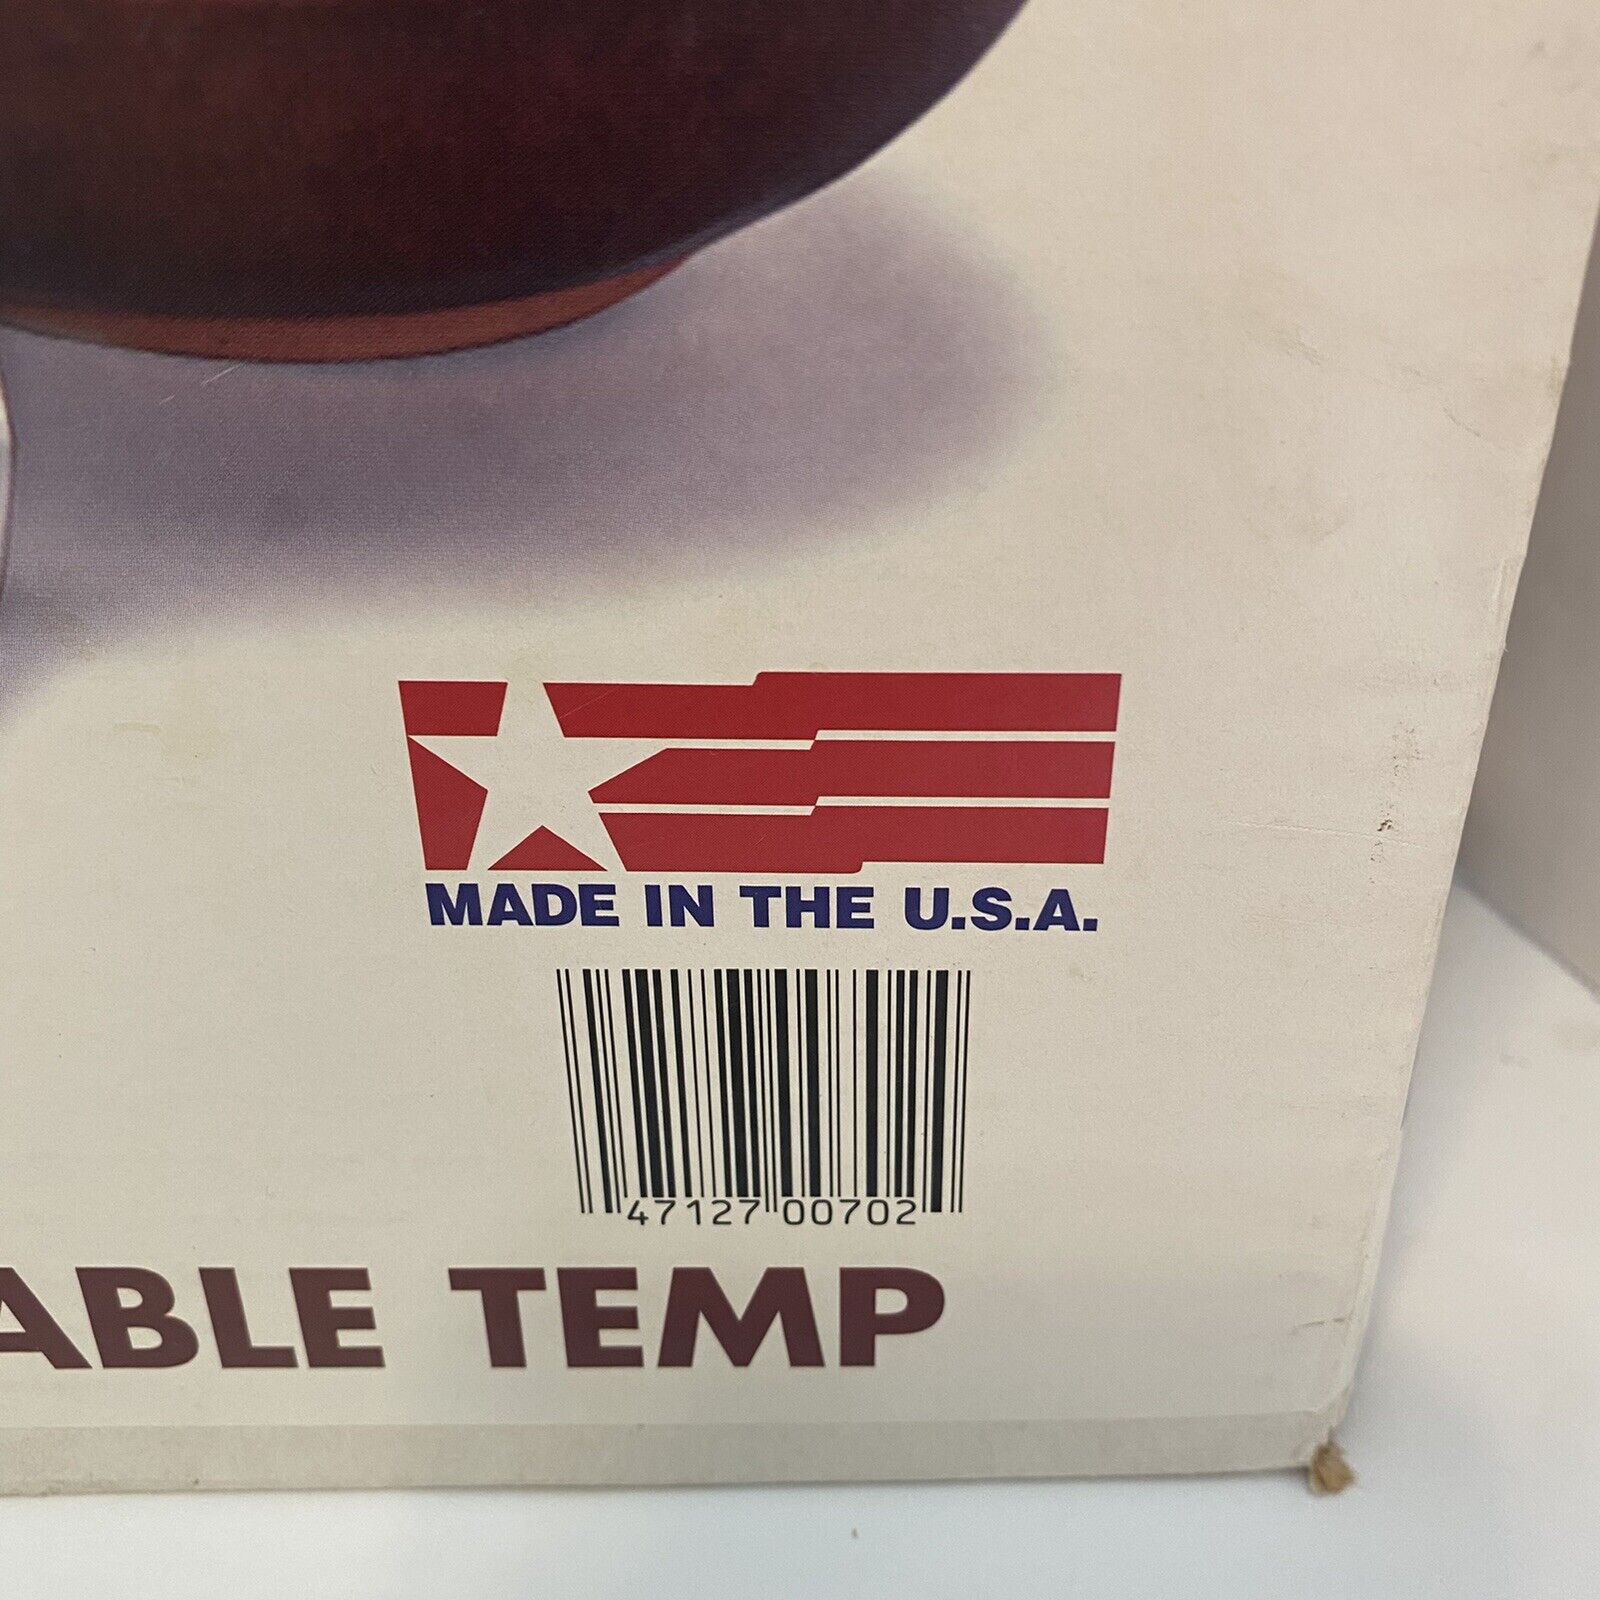 MADE IN THE U.S.A.
47127 00702
ABLE TEMP